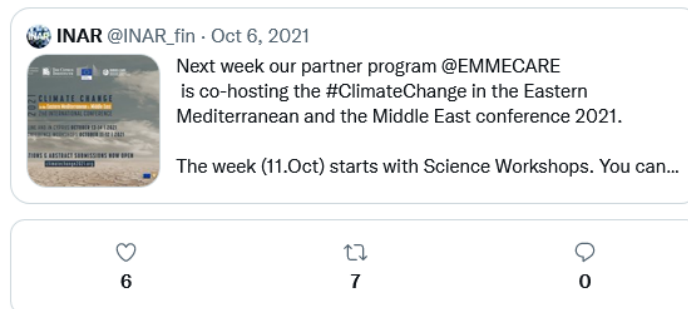 INAR @INAR_fin · Oct 6, 2021
Next week our partner program @EMMECARE
is co-hosting the #ClimateChange in the Eastern
Mediterranean and the Middle East conference 2021.
The week (11.Oct) starts with Science Workshops. You can...
CLIMATE CHANGE
6 7 0